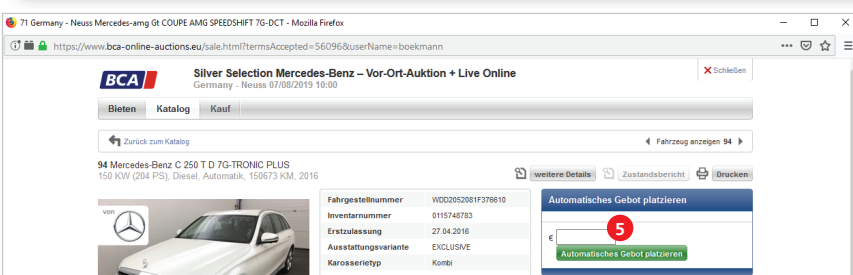 71 Germany - Neuss Mercedes-amg Gt COUPE AMG SPEEDSHIFT 7G-DCT - Mozilla Firefox
https://www.bca-online-auctions.eu/sale.html?termsAccepted=56096&userName=boekmann
BCA
Silver Selection Mercedes-Benz – Vor-Ort-Auktion + Live Online
Germany - Neuss 07/08/2019 10:00
Schließen
Bieten Katalog Kauf
Zurück zum Katalog
Fahrzeug anzeigen 94
94 Mercedes-Benz C 250 T D 7G-TRONIC PLUS
150 KW (204 PS), Diesel, Automatik, 150673 KM, 2016
weitere Details Zustandsbericht Drucken
von
Fahrgestellnummer WDD2052081F376610
Inventarnummer 0115748783
Erstzulassung 27.04.2016
Ausstattungsvariante EXCLUSIVE
Karosserietyp Kombi
Automatisches Gebot platzieren
5
€
Automatisches Gebot platzieren